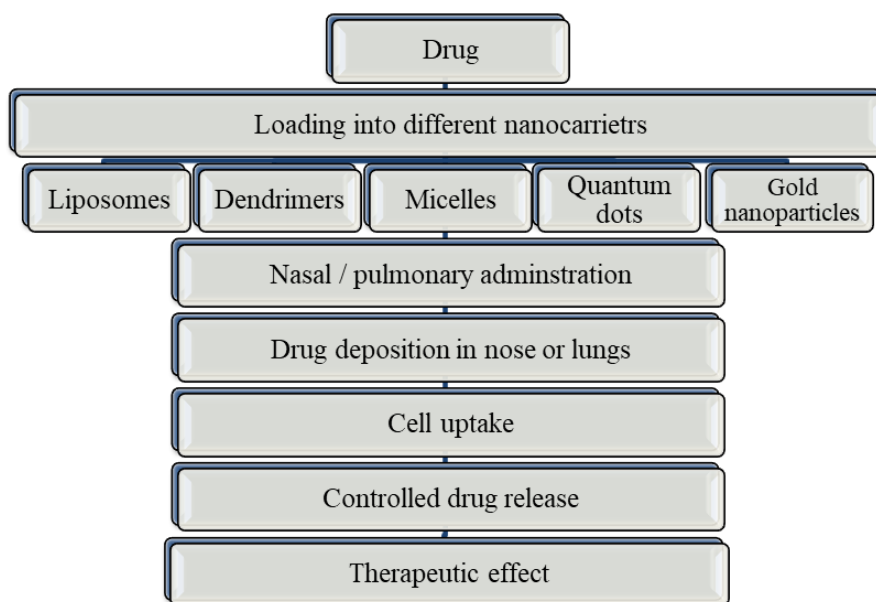 Drug
Loading into different nanocarrietrs
Liposomes
Dendrimers
Micelles
Quantum
dots
Gold
nanoparticles
Nasal / pulmonary adminstration
Drug deposition in nose or lungs
Cell uptake
Controlled drug release
Therapeutic effect